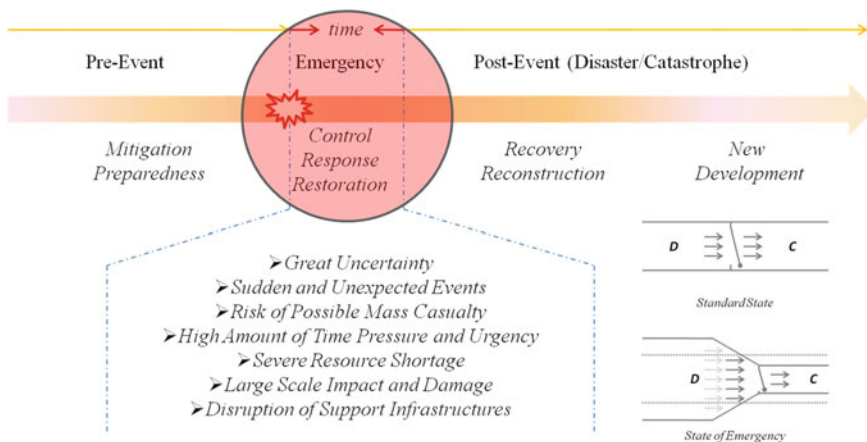 time
Pre-Event
Emergency
Post-Event (Disaster/Catastrophe)
Mitigation
Preparedness
Control
Response
Restoration
Recovery
Reconstruction
New
Development
➢Great Uncertainty
➢Sudden and Unexpected Events
➢Risk of Possible Mass Casualty
➢High Amount of Time Pressure and Urgency
➢Severe Resource Shortage
➢Large Scale Impact and Damage
➢Disruption of Support Infrastructures
D C
Standard State
D C
State of Emergency